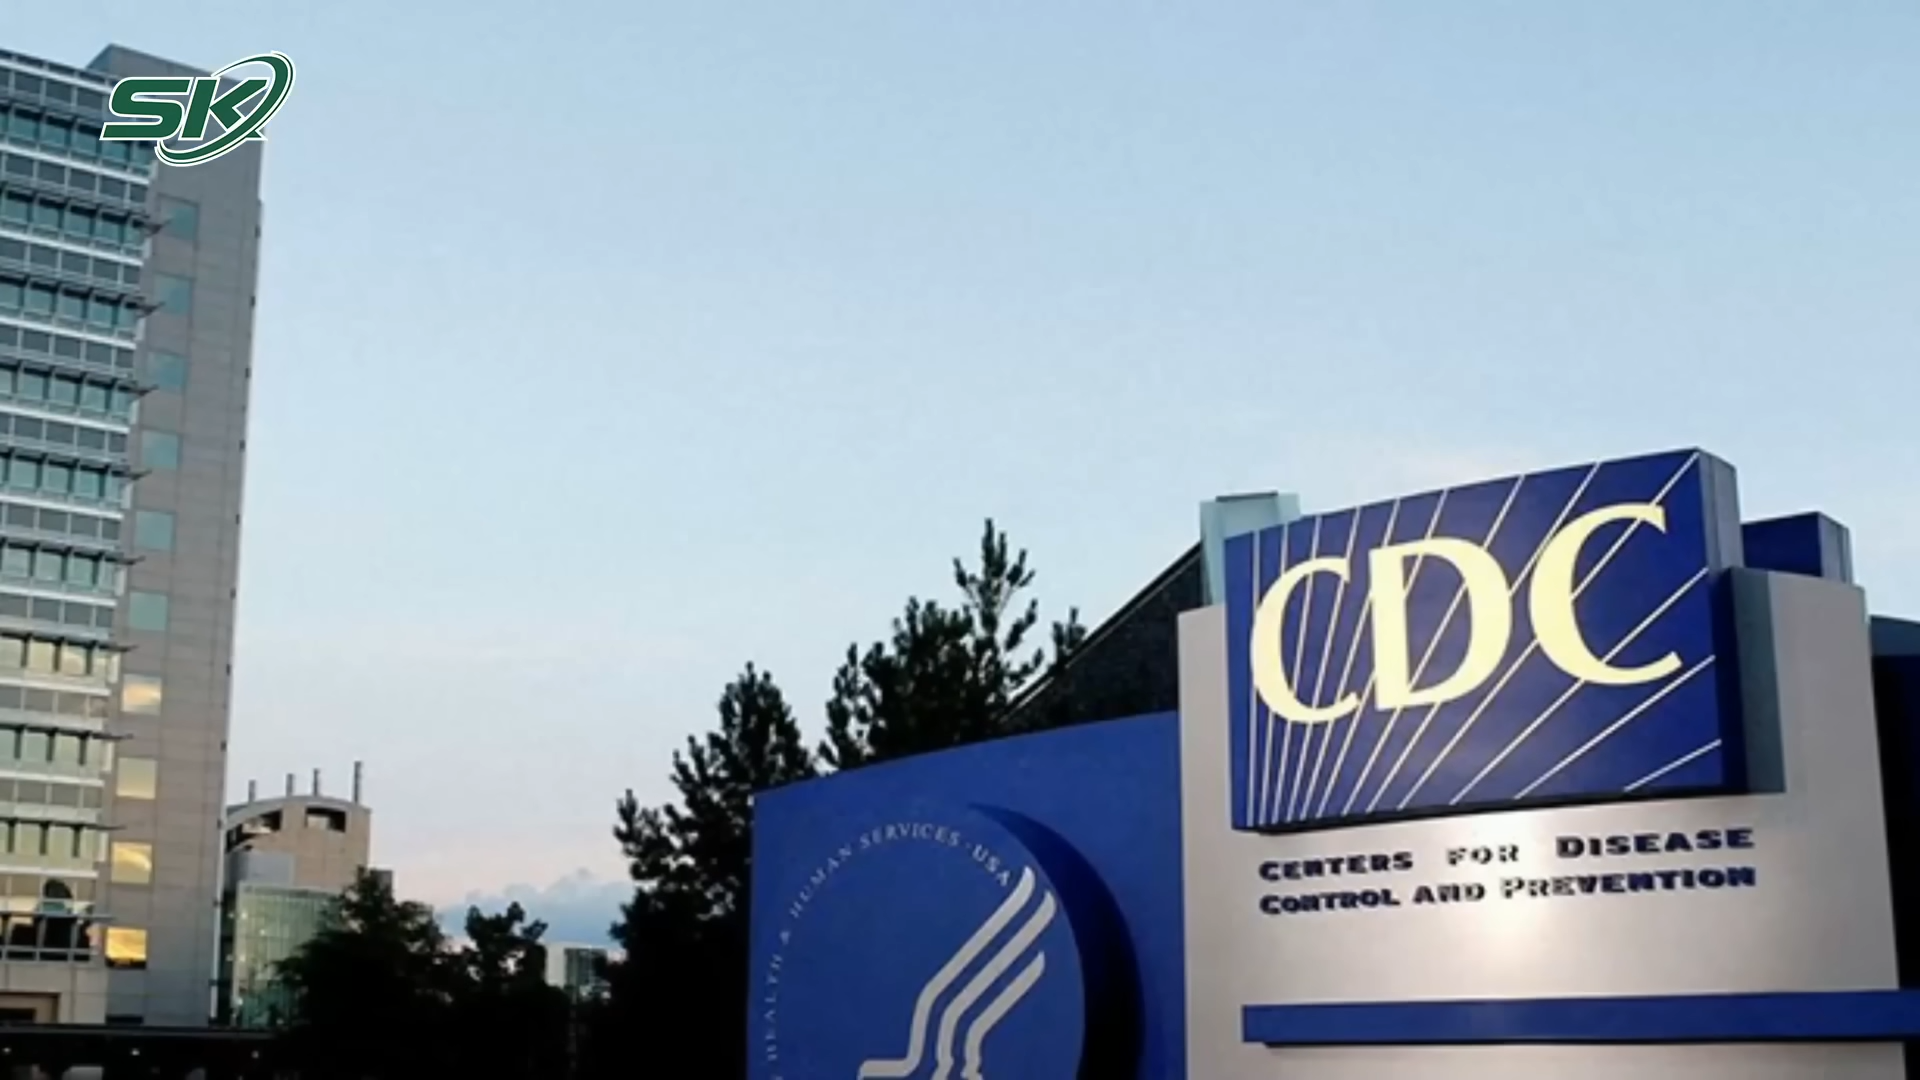 SK
CDC
CENTERS FOR DISEASE
CONTROL AND PREVENTION
HEALTH & HUMAN SERVICES · USA